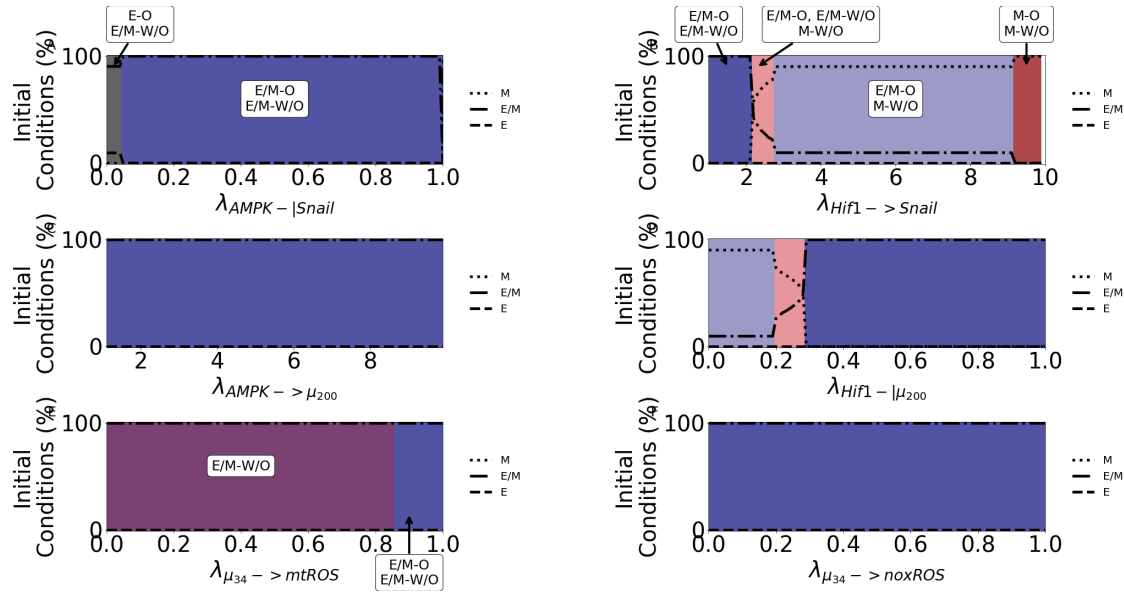 E-O
E/M-W/O
E/M-O
E/M-W/O
E/M-O, E/M-W/O
M-W/O
M-O
M-W/O
Initial
Conditions (%)
100
0
E/M-O
E/M-W/O
M
E/M
E
0.0 0.2 0.4 0.6 0.8 1.0
λAMPK-|Snail
Initial
Conditions (%)
100
0
E/M-O
M-W/O
M
E/M
E
2 4 6 8 10
λHif1->Snail
Initial
Conditions (%)
100
0
M
E/M
E
2 4 6 8
λAMPK->μ200
Initial
Conditions (%)
100
0
M
E/M
E
0.0 0.2 0.4 0.6 0.8 1.0
λHif1-|μ200
Initial
Conditions (%)
100
0
E/M-W/O
M
E/M
E
0.0 0.2 0.4 0.6 0.8 1.0
λμ34->mtROS
E/M-O
E/M-W/O
Initial
Conditions (%)
100
0
M
E/M
E
0.0 0.2 0.4 0.6 0.8 1.0
λμ34->noxROS